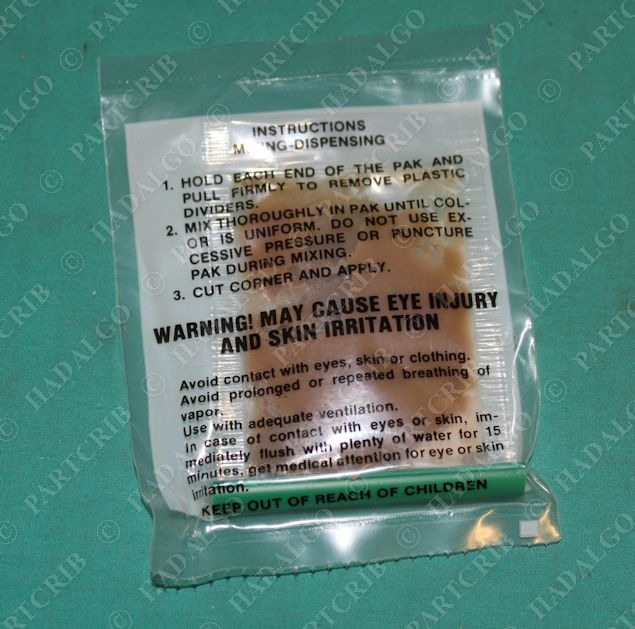 INSTRUCTIONS
M ING-DISPENSING
1. HOLD EACH END OF THE PAK AND
PULL FIRMLY TO REMOVE PLASTIC
DIVIDERS.
2. MIX THOROUGHLY IN PAK UNTIL COL-
OR IS UNIFORM. DO NOT USE EX-
CESSIVE PRESSURE OR PUNCTURE
PAK DURING MIXING.
3. CUT CORNER AND APPLY.
WARNING! MAY CAUSE EYE INJURY
AND SKIN IRRITATION
Avoid contact with eyes, skin or clothing.
Avoid prolonged or repeated breathing of
vapor.
Use with adequate ventilation.
in case of contact with eyes or skin, im-
mediately flush with plenty of water for 15
minutes, get medical attention for eye or skin
irritation.
KEEP OUT OF REACH OF CHILDREN
© PARTCRIB © HADALGO